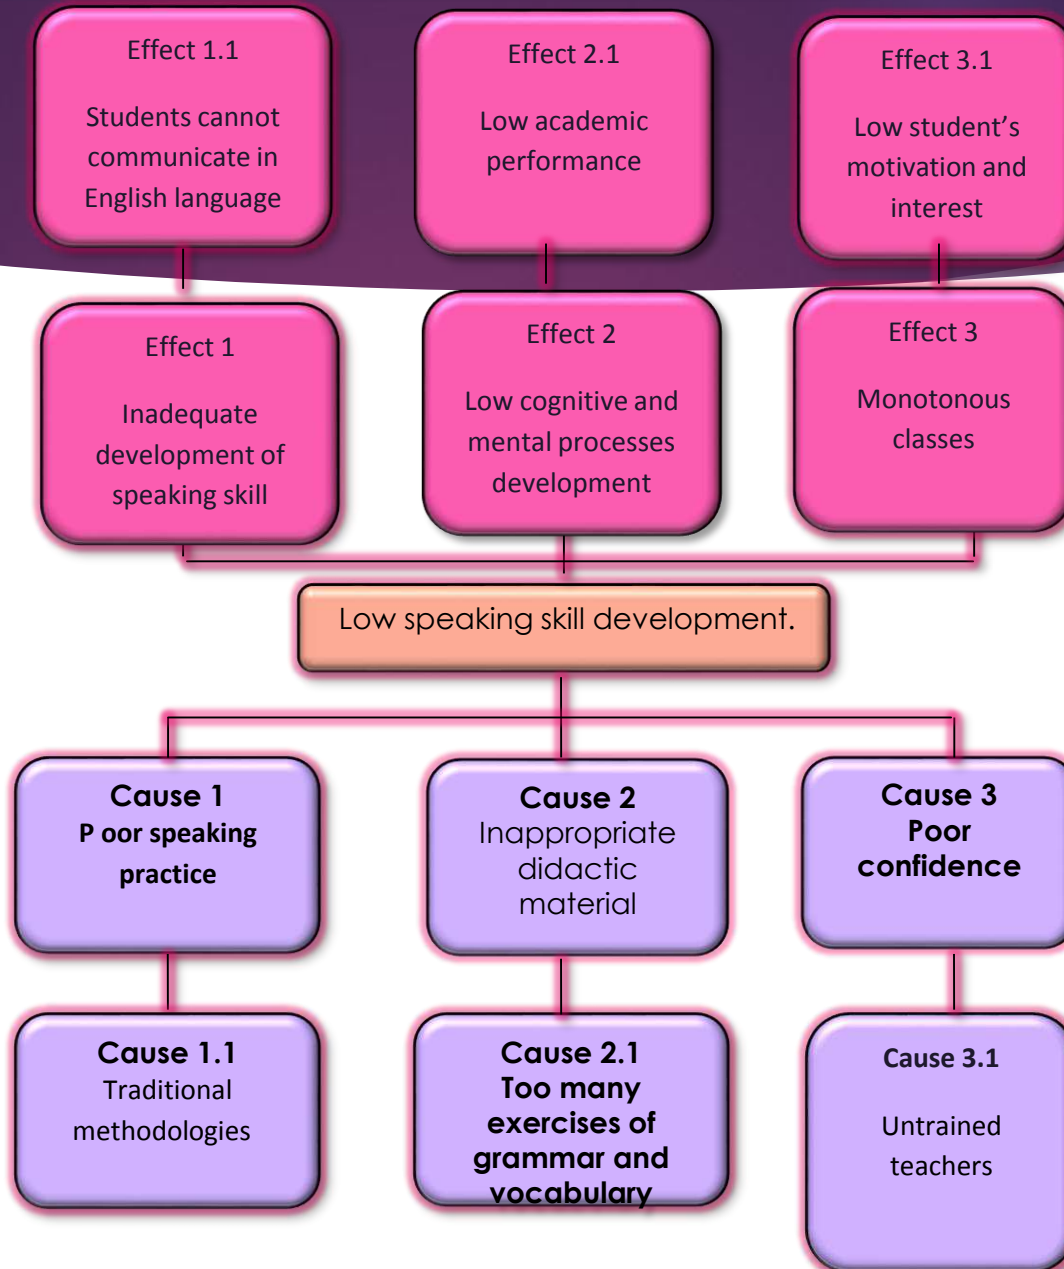 Effect 1.1
Students cannot
communicate in
English language
Effect 2.1
Low academic
performance
Effect 3.1
Low student’s
motivation and
interest
Effect 1
Inadequate
development of
speaking skill
Effect 2
Low cognitive and
mental processes
development
Effect 3
Monotonous
classes
Low speaking skill development.
Cause 1
P oor speaking
practice
Cause 2
Inappropriate
didactic
material
Cause 3
Poor
confidence
Cause 1.1
Traditional
methodologies
Cause 2.1
Too many
exercises of
grammar and
vocabulary
Cause 3.1
Untrained
teachers